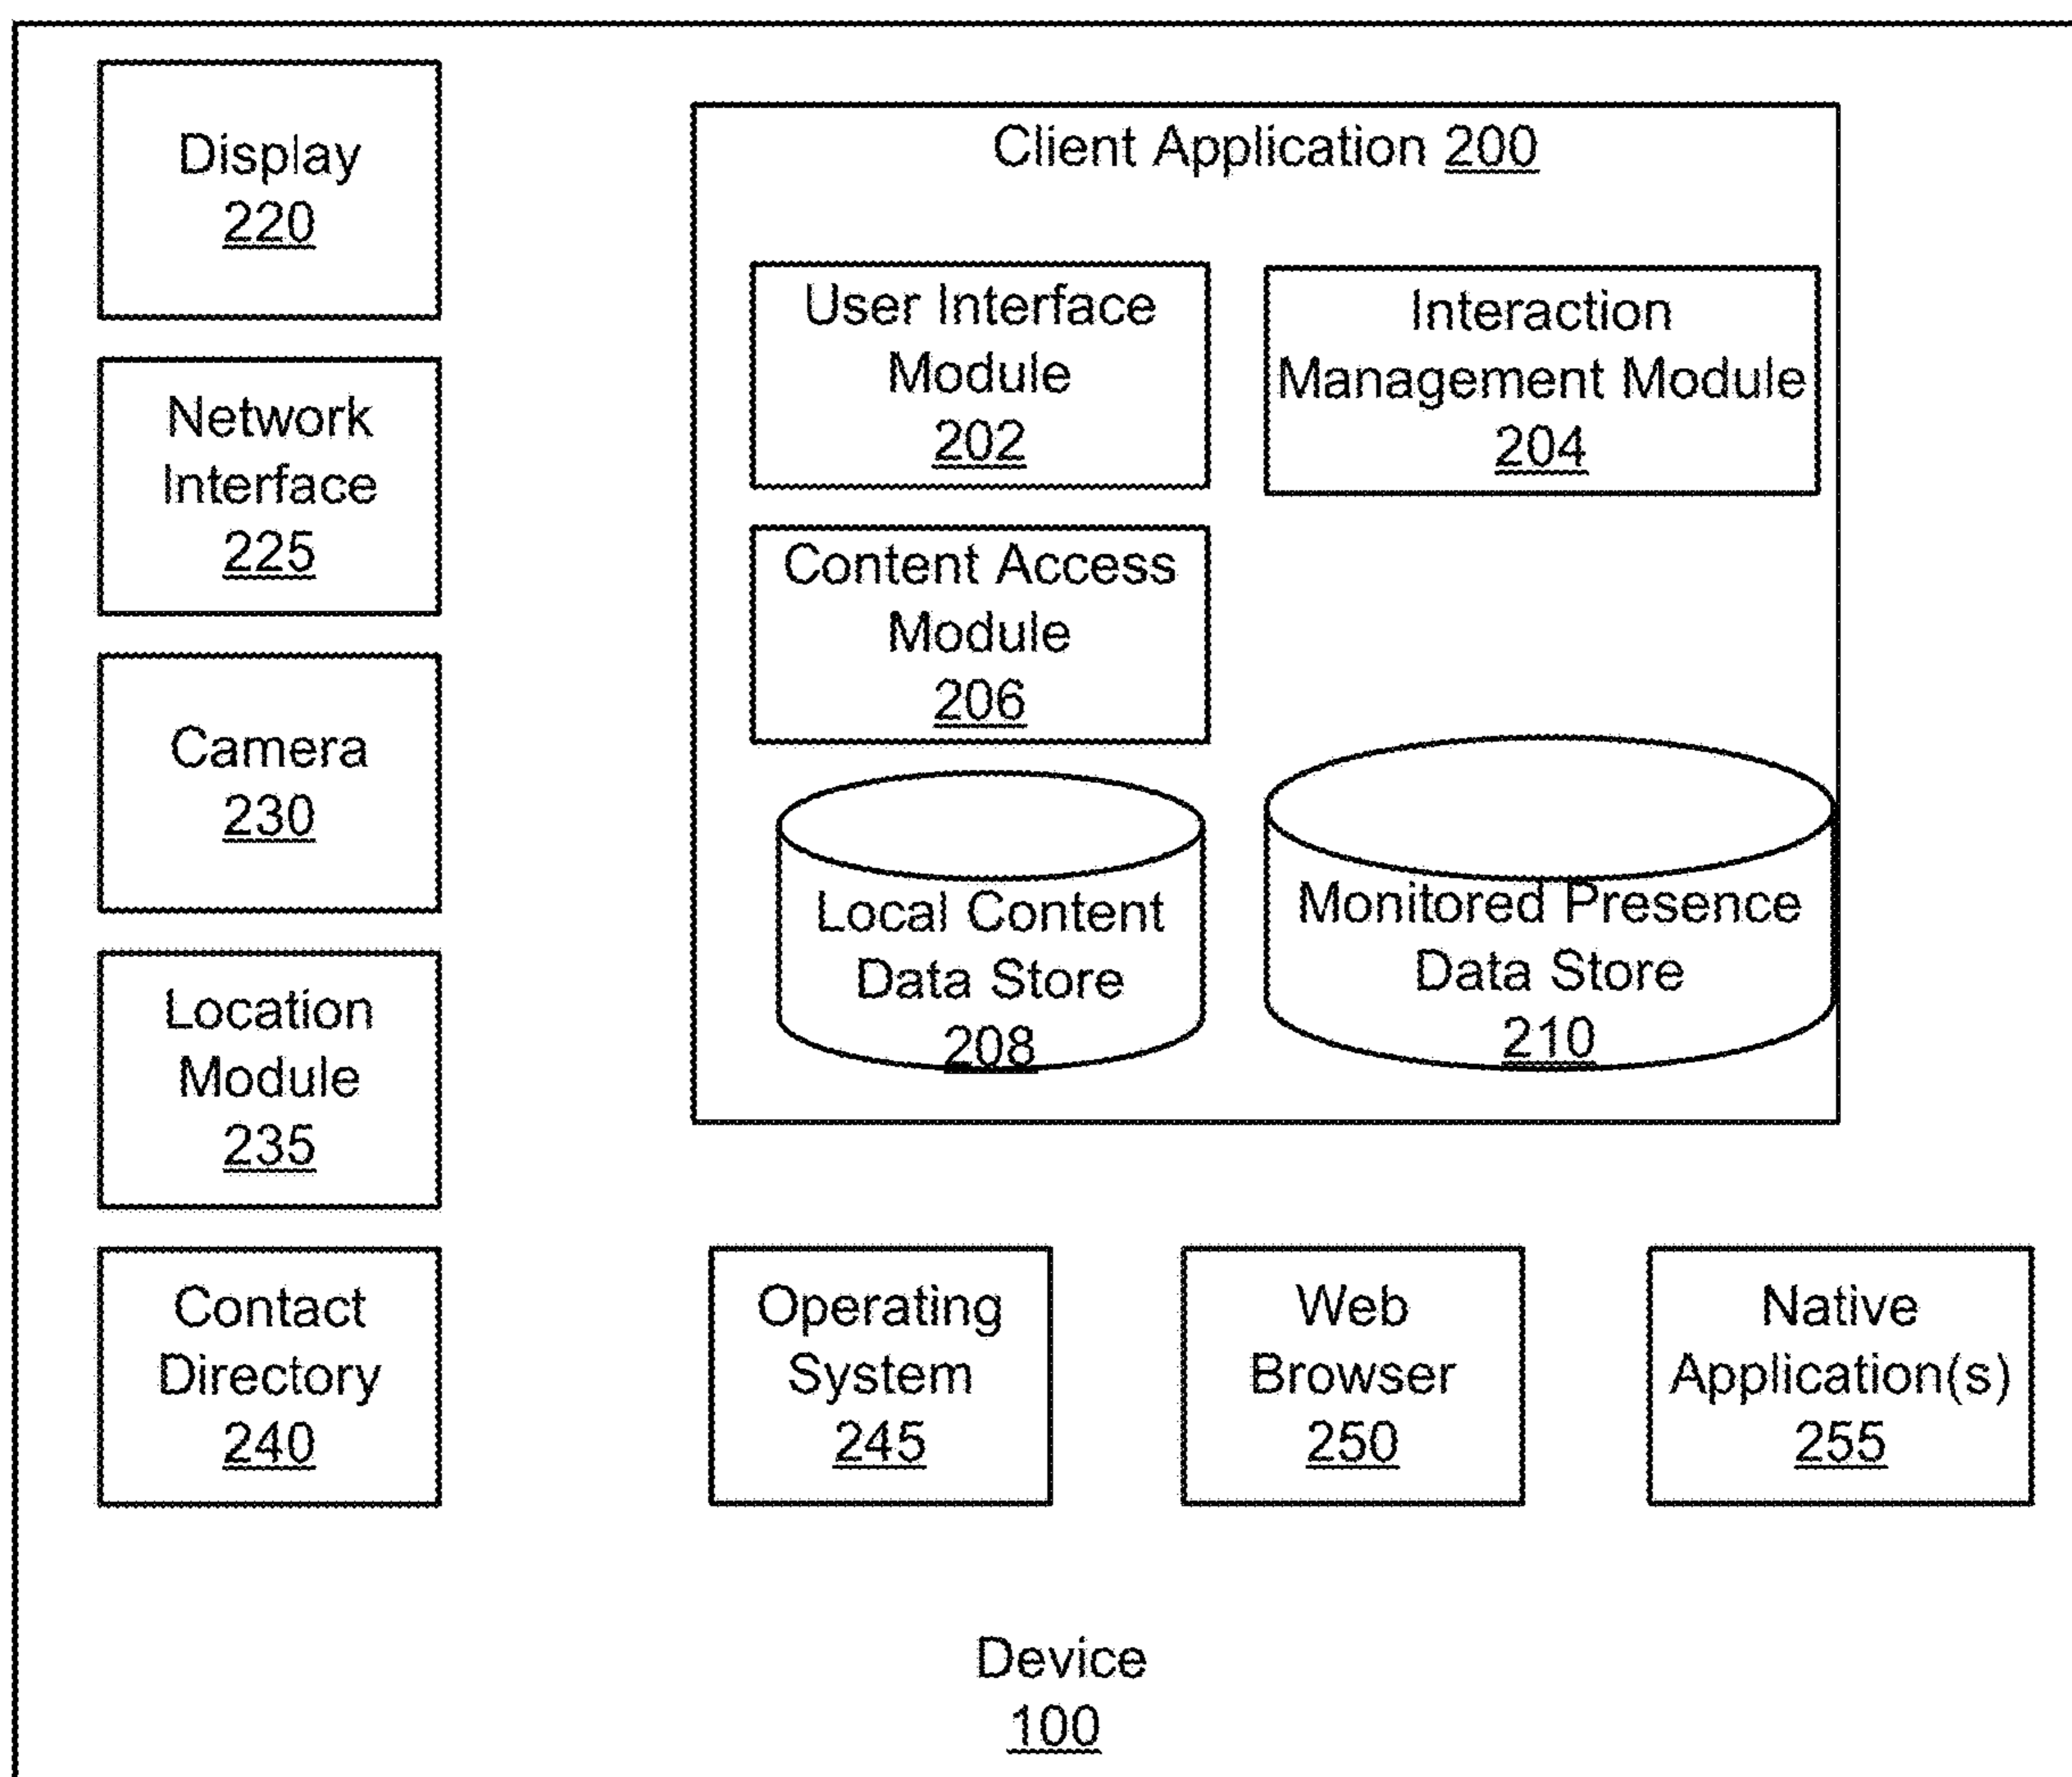 Display
220
Network
Interface
225
Camera
230
Location
Module
235
Contact
Directory
240
Client Application 200
User Interface
Module
202
Interaction
Management Module
204
Content Access
Module
206
Local Content
Data Store
208
Monitored Presence
Data Store
210
Operating
System
245
Web
Browser
250
Native
Application(s)
255
Device
100